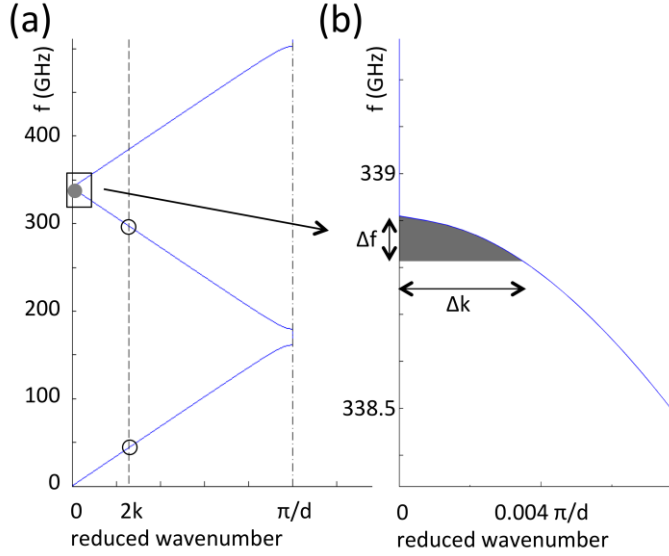 (a)
f (GHz)
400
300
200
100
0
0 2k π/d
reduced wavenumber
(b)
f (GHz)
339
Δf
Δk
338.5
0 0.004 π/d
reduced wavenumber